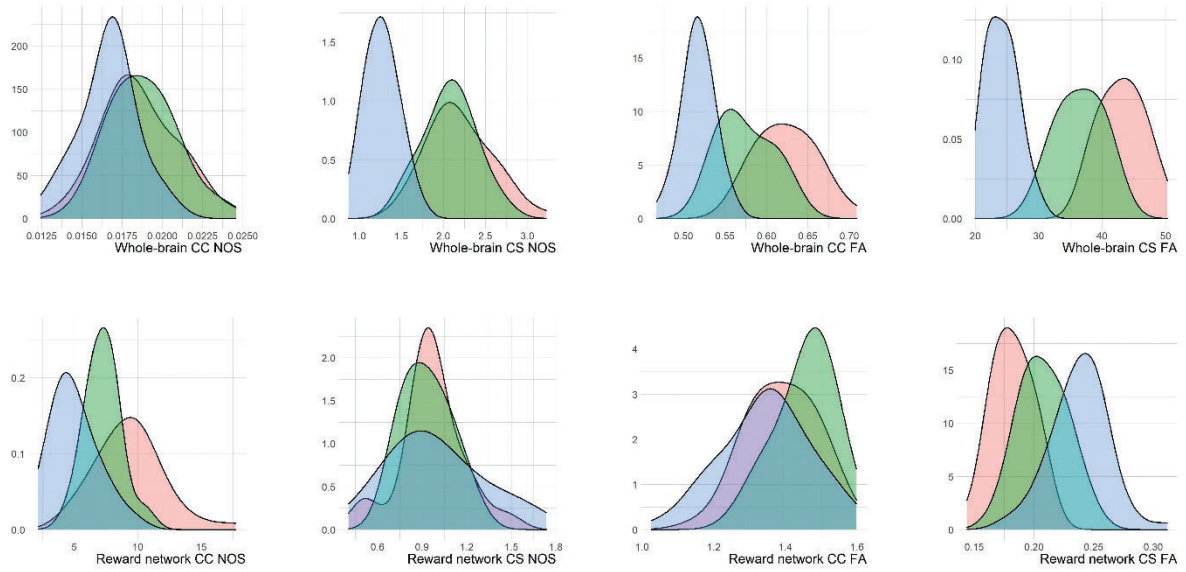 200
150
100
50
0
0.0125 0.0150 0.0175 0.0200 0.0225 0.0250
Whole-brain CC NOS
1.5
1.0
0.5
0.0
1.0 1.5 2.0 2.5 3.0
Whole-brain CS NOS
15
10
5
0
0.50 0.55 0.60 0.65 0.70
Whole-brain CC FA
0.10
0.05
0.00
20 30 40 50
Whole-brain CS FA
0.2
0.1
0.0
5 10 15
Reward network CC NOS
2.0
1.5
1.0
0.5
0.0
0.6 0.9 1.2 1.5 1.8
Reward network CS NOS
4
3
2
1
0
1.0 1.2 1.4 1.6
Reward network CC FA
15
10
5
0
0.15 0.20 0.25 0.30
Reward network CS FA